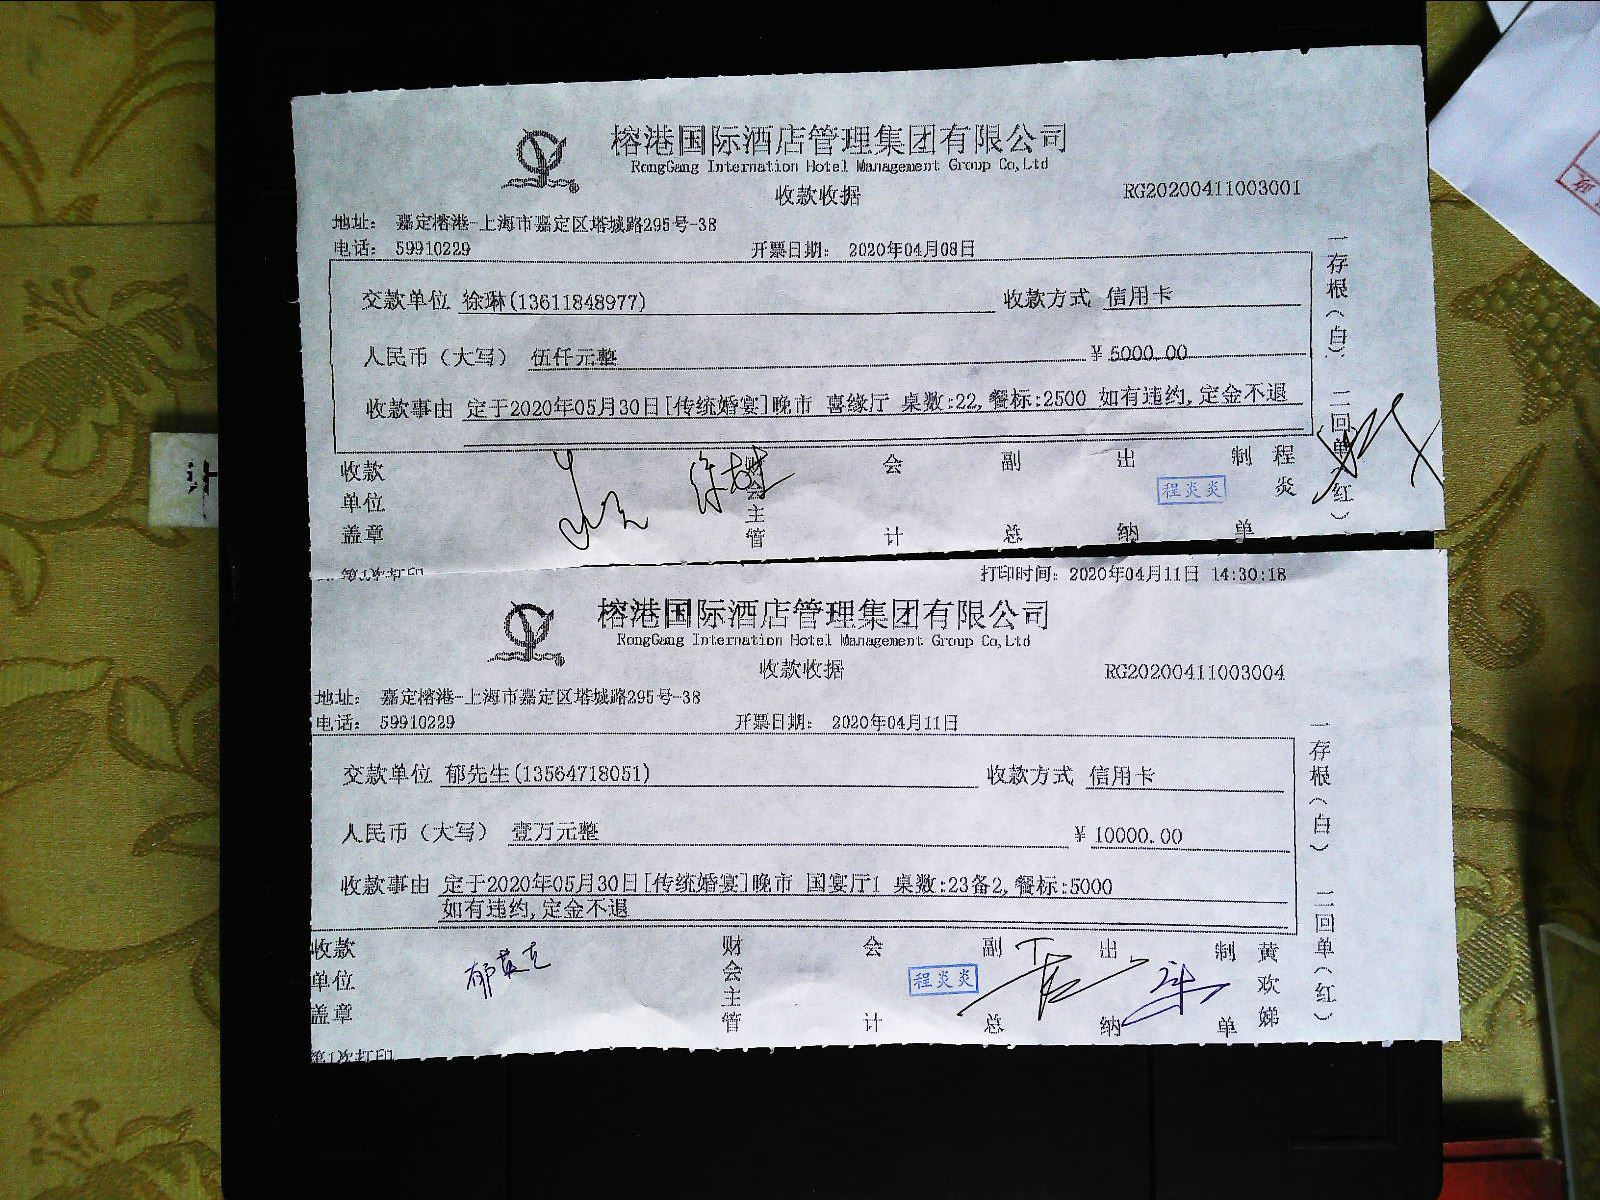 榕港国际酒店管理集团有限公司
RongGang Internation Hotel Management Group Co,Ltd
收款收据
RG20200411003001
地址： 嘉定榕港-上海市嘉定区塔城路295号-38
电话： 59910229 开票日期： 2020年04月08日
交款单位 徐琳(13611848977) 收款方式 信用卡
人民币（大写） 伍仟元整 ￥5000.00
收款事由 定于2020年05月30日[传统婚宴]晚市 喜缘厅 桌数:22,餐标:2500 如有违约,定金不退
一存根（白） 二回单（红）
收款单位盖章 财会主管 会计 副总 出纳 制单 程炎
程炎炎
第1次打印
打印时间： 2020年04月11日 14:30:18
榕港国际酒店管理集团有限公司
RongGang Internation Hotel Management Group Co,Ltd
收款收据
RG20200411003004
地址： 嘉定榕港-上海市嘉定区塔城路295号-38
电话： 59910229 开票日期： 2020年04月11日
交款单位 郁先生(13564718051) 收款方式 信用卡
人民币（大写） 壹万元整 ￥10000.00
收款事由 定于2020年05月30日[传统婚宴]晚市 国宴厅1 桌数:23备2,餐标:5000
如有违约,定金不退
一存根（白） 二回单（红）
收款单位盖章 财会主管 会计 副总 出纳 制单 黄欢娣
程炎炎
第1次打印